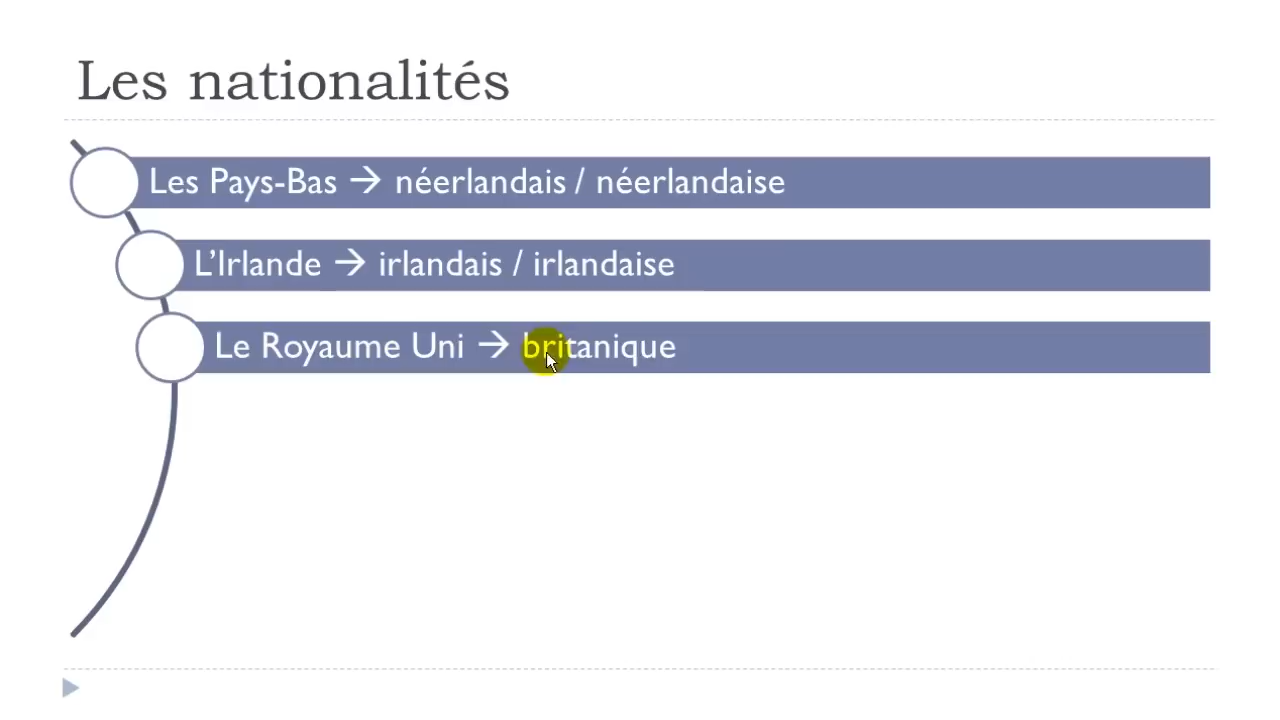 Les nationalités
Les Pays-Bas → néerlandais / néerlandaise
L’Irlande → irlandais / irlandaise
Le Royaume Uni → britanique